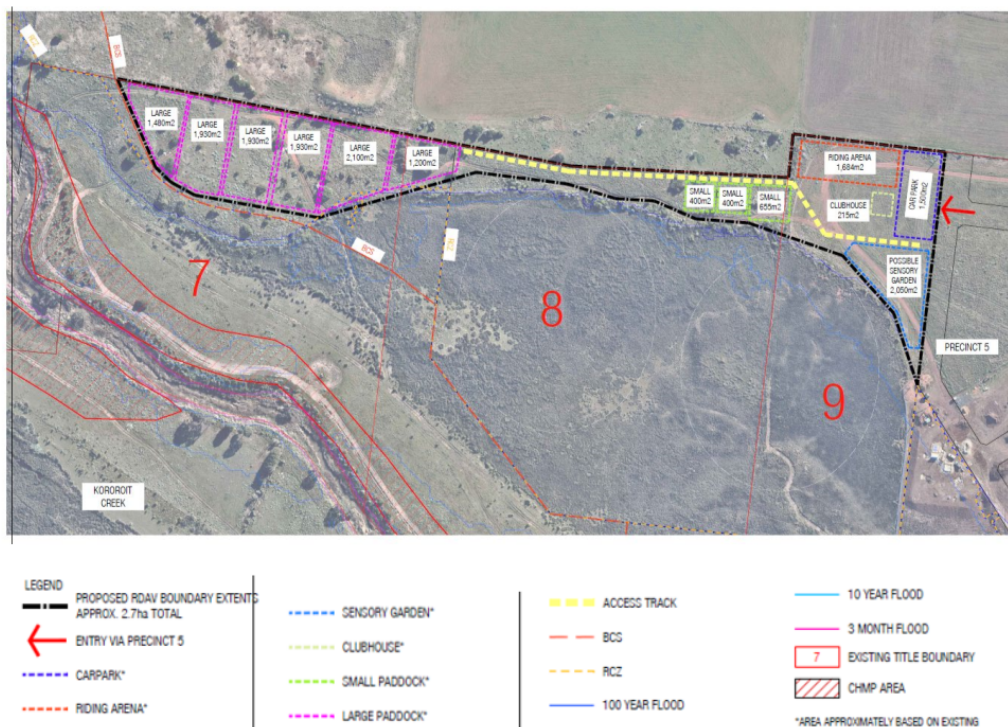 RCZ
BCS
LARGE
1,480m2
LARGE
1,930m2
LARGE
1,930m2
LARGE
1,930m2
LARGE
2,100m2
LARGE
1,200m2
SMALL
400m2
SMALL
400m2
SMALL
655m2
RIDING ARENA
1,684m2
CLUBHOUSE
215m2
CAR PARK
1,500m2
POSSIBLE
SENSORY
GARDEN
2,050m2
BCS
RCZ
7
8
9
PRECINCT 5
KOROROIT
CREEK
LEGEND
PROPOSED RDAV BOUNDARY EXTENTS
APPROX. 2.7ha TOTAL
ENTRY VIA PRECINCT 5
CARPARK*
RIDING ARENA*
SENSORY GARDEN*
CLUBHOUSE*
SMALL PADDOCK*
LARGE PADDOCK*
ACCESS TRACK
BCS
RCZ
100 YEAR FLOOD
10 YEAR FLOOD
3 MONTH FLOOD
7 EXISTING TITLE BOUNDARY
CHMP AREA
*AREA APPROXIMATELY BASED ON EXISTING